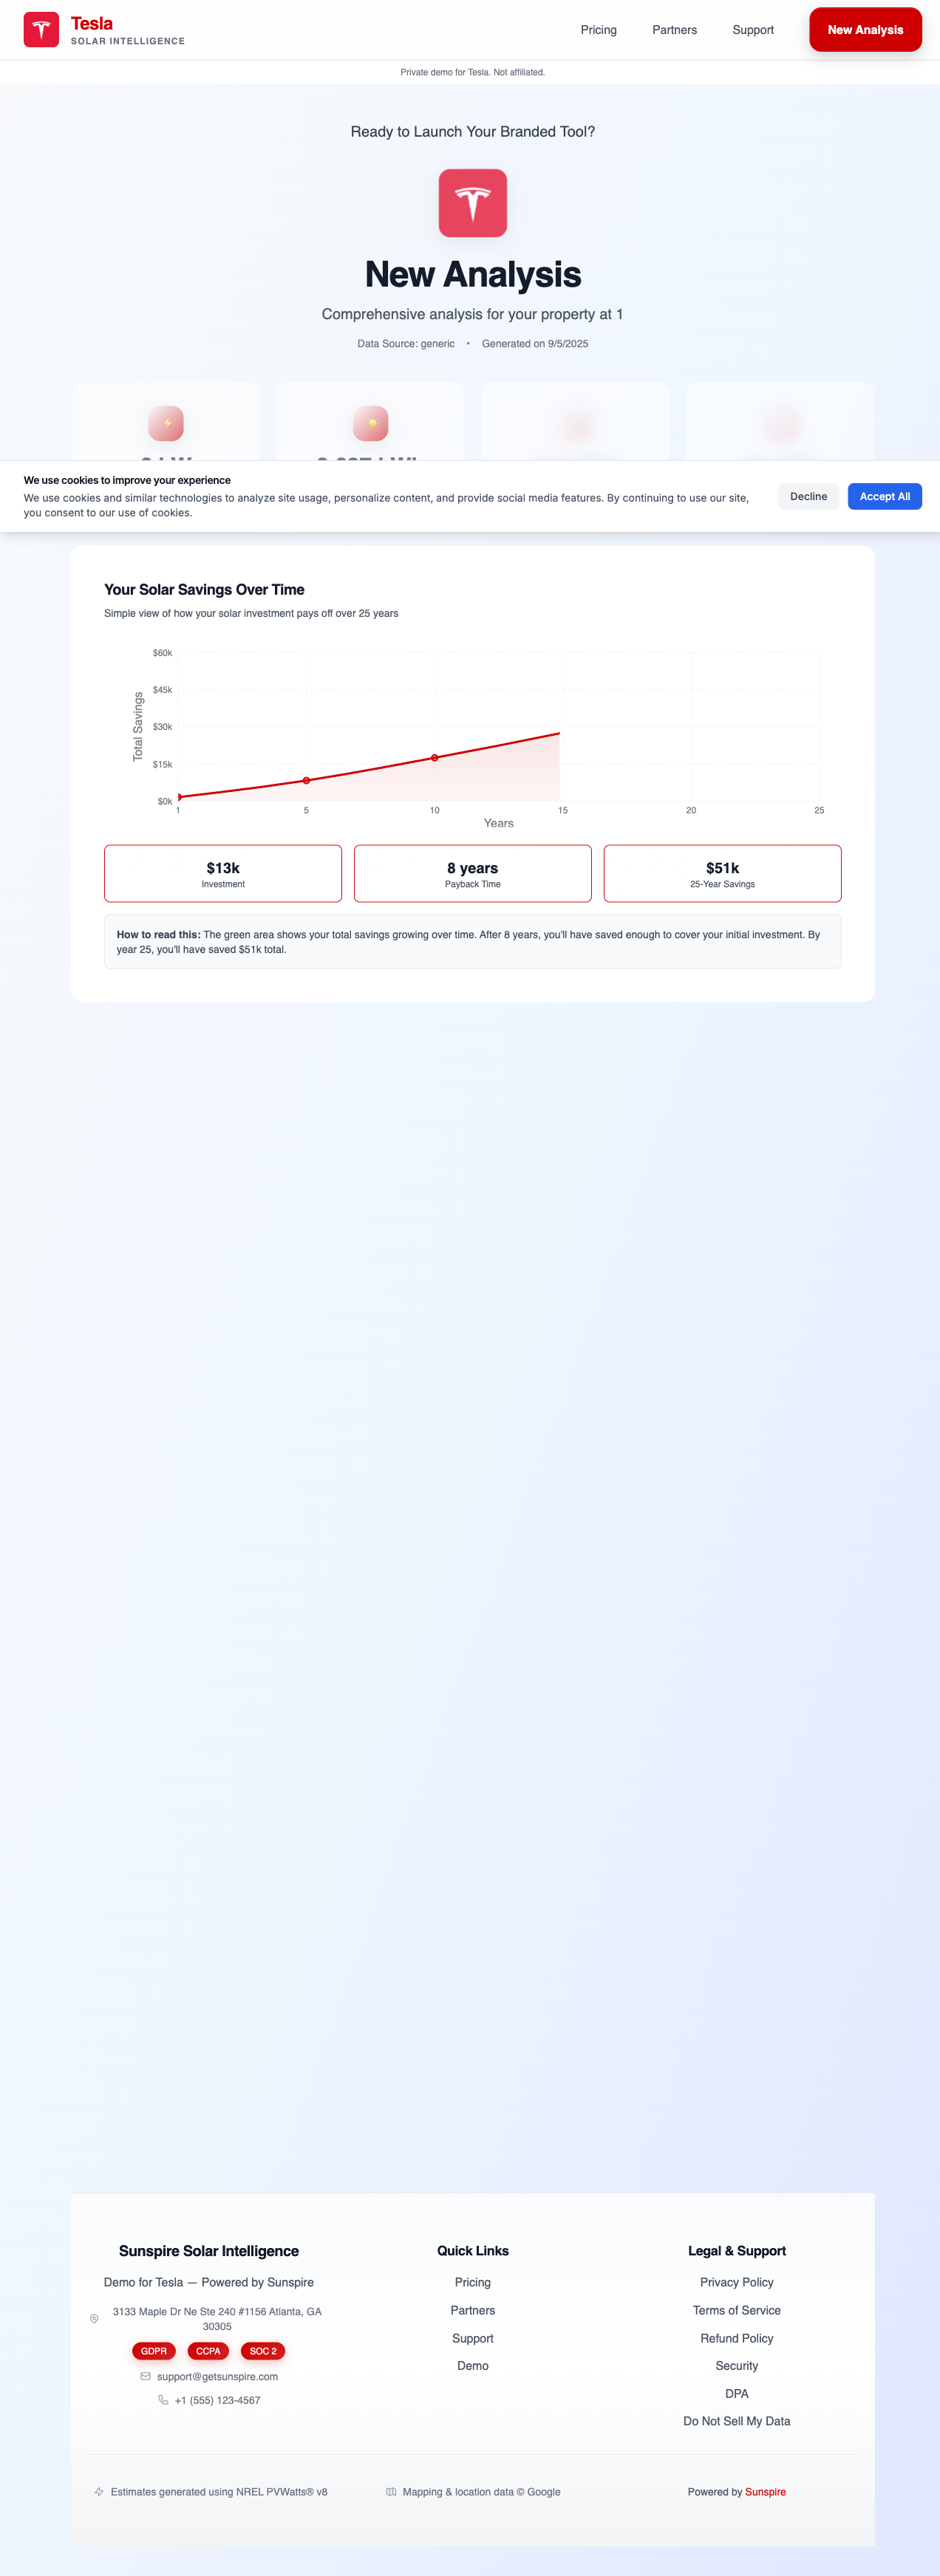 Tesla
SOLAR INTELLIGENCE
Pricing
Partners
Support
New Analysis
Private demo for Tesla. Not affiliated.
Ready to Launch Your Branded Tool?
New Analysis
Comprehensive analysis for your property at 1
Data Source: generic • Generated on 9/5/2025
We use cookies to improve your experience
We use cookies and similar technologies to analyze site usage, personalize content, and provide social media features. By continuing to use our site,
you consent to our use of cookies.
Decline
Accept All
Your Solar Savings Over Time
Simple view of how your solar investment pays off over 25 years
$60k
$45k
$30k
$15k
$0k
Total Savings
1
5
10
15
20
25
Years
$13k
Investment
8 years
Payback Time
$51k
25-Year Savings
How to read this: The green area shows your total savings growing over time. After 8 years, you'll have saved enough to cover your initial investment. By
year 25, you'll have saved $51k total.
Sunspire Solar Intelligence
Demo for Tesla — Powered by Sunspire
3133 Maple Dr Ne Ste 240 #1156 Atlanta, GA
30305
GDPR
CCPA
SOC 2
support@getsunspire.com
+1 (555) 123-4567
Quick Links
Pricing
Partners
Support
Demo
Legal & Support
Privacy Policy
Terms of Service
Refund Policy
Security
DPA
Do Not Sell My Data
Estimates generated using NREL PVWatts® v8
Mapping & location data © Google
Powered by Sunspire